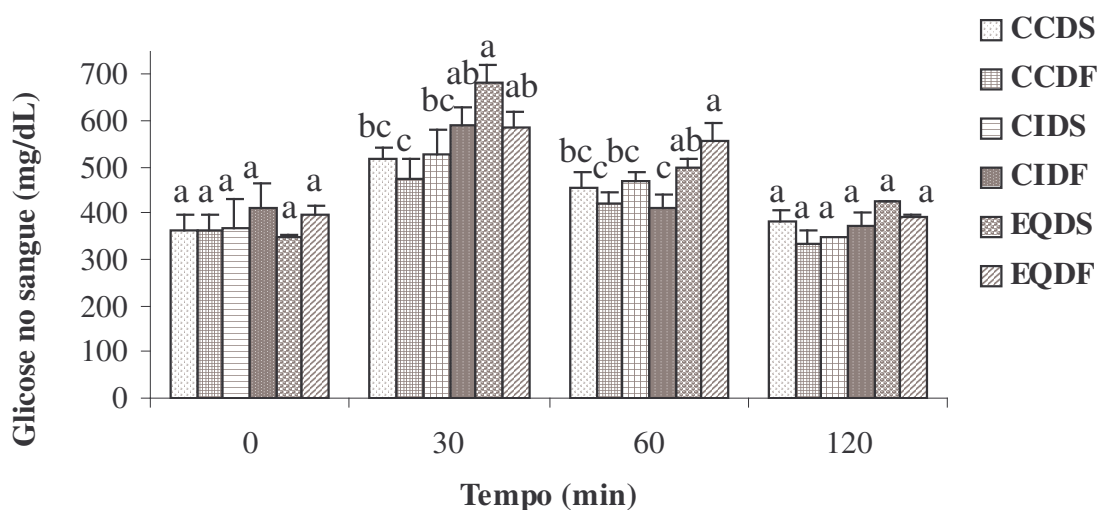 Glicose no sangue (mg/dL)
700
600
500
400
300
200
100
0
a a a a a a
bc c bc ab a ab
bc c bc c ab a
a a a a a a
0 30 60 120
Tempo (min)
CCDS
CCDF
CIDS
CIDF
EQDS
EQDF